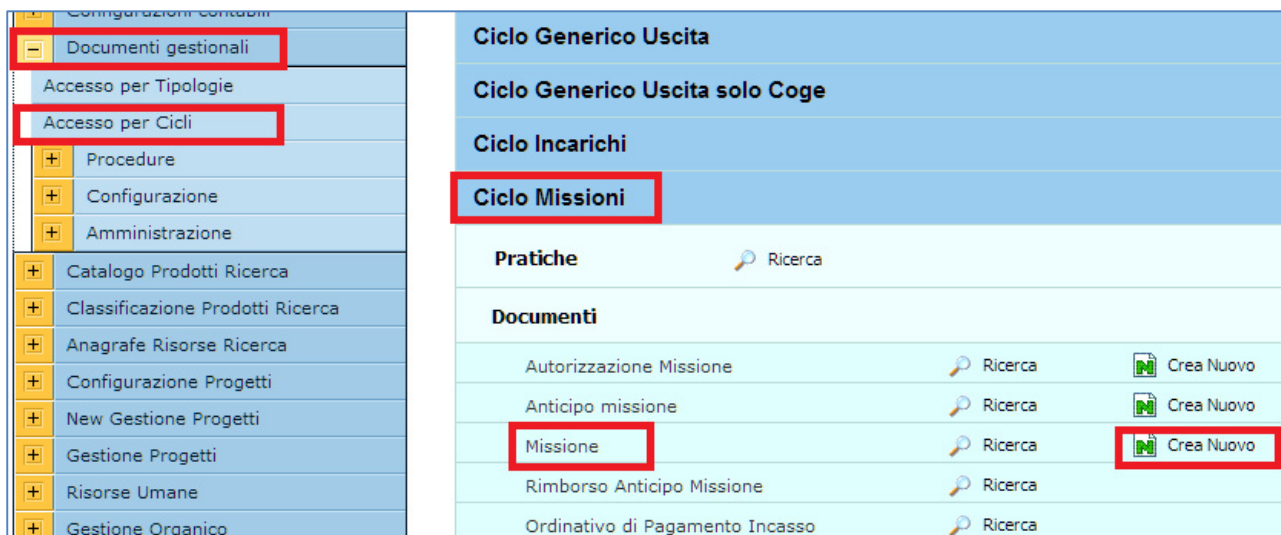 Configurazioni contabili
Documenti gestionali
Accesso per Tipologie
Accesso per Cicli
Procedure
Configurazione
Amministrazione
Catalogo Prodotti Ricerca
Classificazione Prodotti Ricerca
Anagrafe Risorse Ricerca
Configurazione Progetti
New Gestione Progetti
Gestione Progetti
Risorse Umane
Gestione Organico
Ciclo Generico Uscita
Ciclo Generico Uscita solo Coge
Ciclo Incarichi
Ciclo Missioni
Pratiche Ricerca
Documenti
Autorizzazione Missione Ricerca Crea Nuovo
Anticipo missione Ricerca Crea Nuovo
Missione Ricerca Crea Nuovo
Rimborso Anticipo Missione Ricerca
Ordinativo di Pagamento Incasso Ricerca